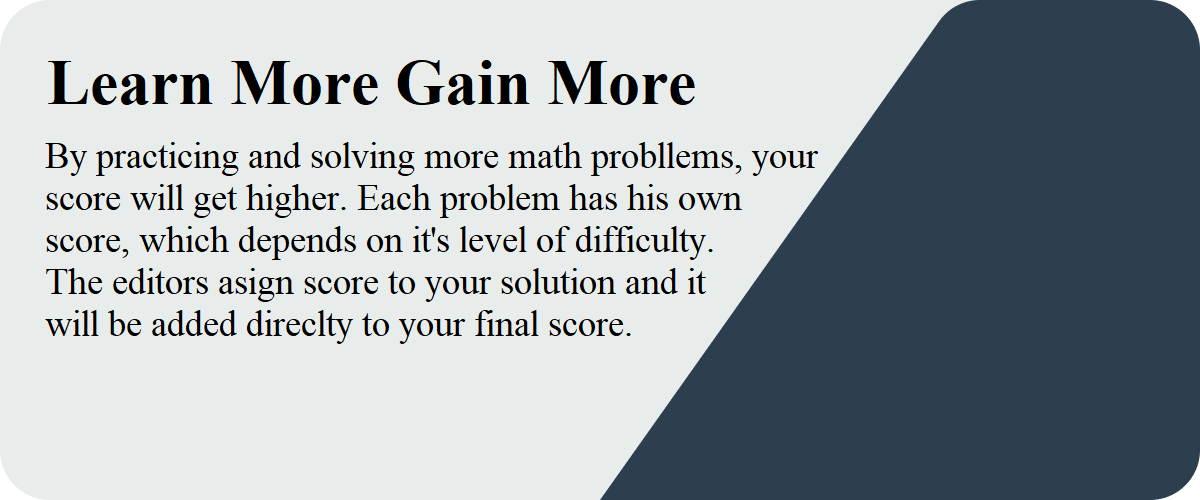 Learn More Gain More
By practicing and solving more math probllems, your
score will get higher. Each problem has his own
score, which depends on it's level of difficulty.
The editors asign score to your solution and it
will be added direclty to your final score.